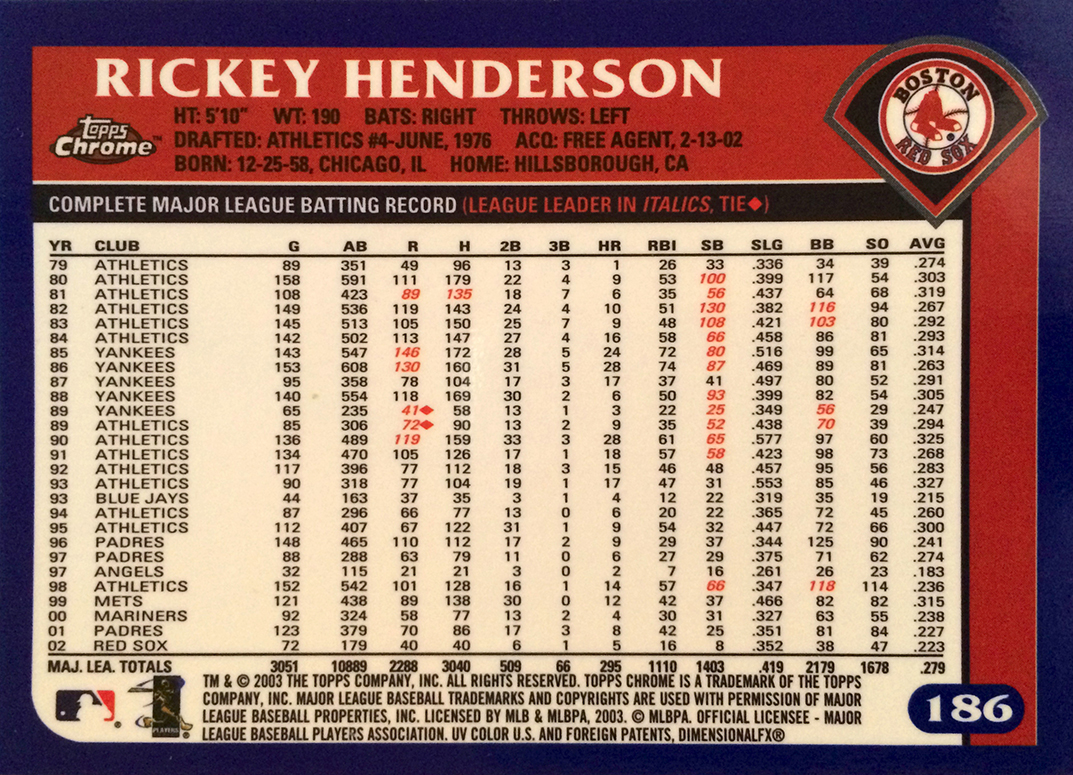 RICKEY HENDERSON
BOSTON
RED SOX
HT: 5'10" WT: 190 BATS: RIGHT THROWS: LEFT
topps
Chrome™
DRAFTED: ATHLETICS #4-JUNE, 1976 ACQ: FREE AGENT, 2-13-02
BORN: 12-25-58, CHICAGO, IL HOME: HILLSBOROUGH, CA
COMPLETE MAJOR LEAGUE BATTING RECORD (LEAGUE LEADER IN ITALICS, TIE◆)
YR CLUB G AB R H 2B 3B HR RBI SB SLG BB SO AVG
79 ATHLETICS 89 351 49 96 13 3 1 26 33 .336 34 39 .274
80 ATHLETICS 158 591 111 179 22 4 9 53 100 .399 117 54 .303
81 ATHLETICS 108 423 89 135 18 7 6 35 56 .437 64 68 .319
82 ATHLETICS 149 536 119 143 24 4 10 51 130 .382 116 94 .267
83 ATHLETICS 145 513 105 150 25 7 9 48 108 .421 103 80 .292
84 ATHLETICS 142 502 113 147 27 4 16 58 66 .458 86 81 .293
85 YANKEES 143 547 146 172 28 5 24 72 80 .516 99 65 .314
86 YANKEES 153 608 130 160 31 5 28 74 87 .469 89 81 .263
87 YANKEES 95 358 78 104 17 3 17 37 41 .497 80 52 .291
88 YANKEES 140 554 118 169 30 2 6 50 93 .399 82 54 .305
89 YANKEES 65 235 41◆ 58 13 1 3 22 25 .349 56 29 .247
89 ATHLETICS 85 306 72◆ 90 13 2 9 35 52 .438 70 39 .294
90 ATHLETICS 136 489 119 159 33 3 28 61 65 .577 97 60 .325
91 ATHLETICS 134 470 105 126 17 1 18 57 58 .423 98 73 .268
92 ATHLETICS 117 396 77 112 18 3 15 46 48 .457 95 56 .283
93 ATHLETICS 90 318 77 104 19 1 17 47 31 .553 85 46 .327
93 BLUE JAYS 44 163 37 35 3 1 4 12 22 .319 35 19 .215
94 ATHLETICS 87 296 66 77 13 0 6 20 22 .365 72 45 .260
95 ATHLETICS 112 407 67 122 31 1 9 54 32 .447 72 66 .300
96 PADRES 148 465 110 112 17 2 9 29 37 .344 125 90 .241
97 PADRES 88 288 63 79 11 0 6 27 29 .375 71 62 .274
97 ANGELS 32 115 21 21 3 0 2 7 16 .261 26 23 .183
98 ATHLETICS 152 542 101 128 16 1 14 57 66 .347 118 114 .236
99 METS 121 438 89 138 30 0 12 42 37 .466 82 82 .315
00 MARINERS 92 324 58 77 13 2 4 30 31 .327 63 55 .238
01 PADRES 123 379 70 86 17 3 8 42 25 .351 81 84 .227
02 RED SOX 72 179 40 40 6 1 5 16 8 .352 38 47 .223
MAJ. LEA. TOTALS 3051 10889 2288 3040 509 66 295 1110 1403 .419 2179 1678 .279
TM & © 2003 THE TOPPS COMPANY, INC. ALL RIGHTS RESERVED. TOPPS CHROME IS A TRADEMARK OF THE TOPPS
COMPANY, INC. MAJOR LEAGUE BASEBALL TRADEMARKS AND COPYRIGHTS ARE USED WITH PERMISSION OF MAJOR
LEAGUE BASEBALL PROPERTIES, INC. LICENSED BY MLB & MLBPA, 2003. © MLBPA. OFFICIAL LICENSEE - MAJOR
LEAGUE BASEBALL PLAYERS ASSOCIATION. UV COLOR U.S. AND FOREIGN PATENTS, DIMENSIONALFX®
PLAYERS
186